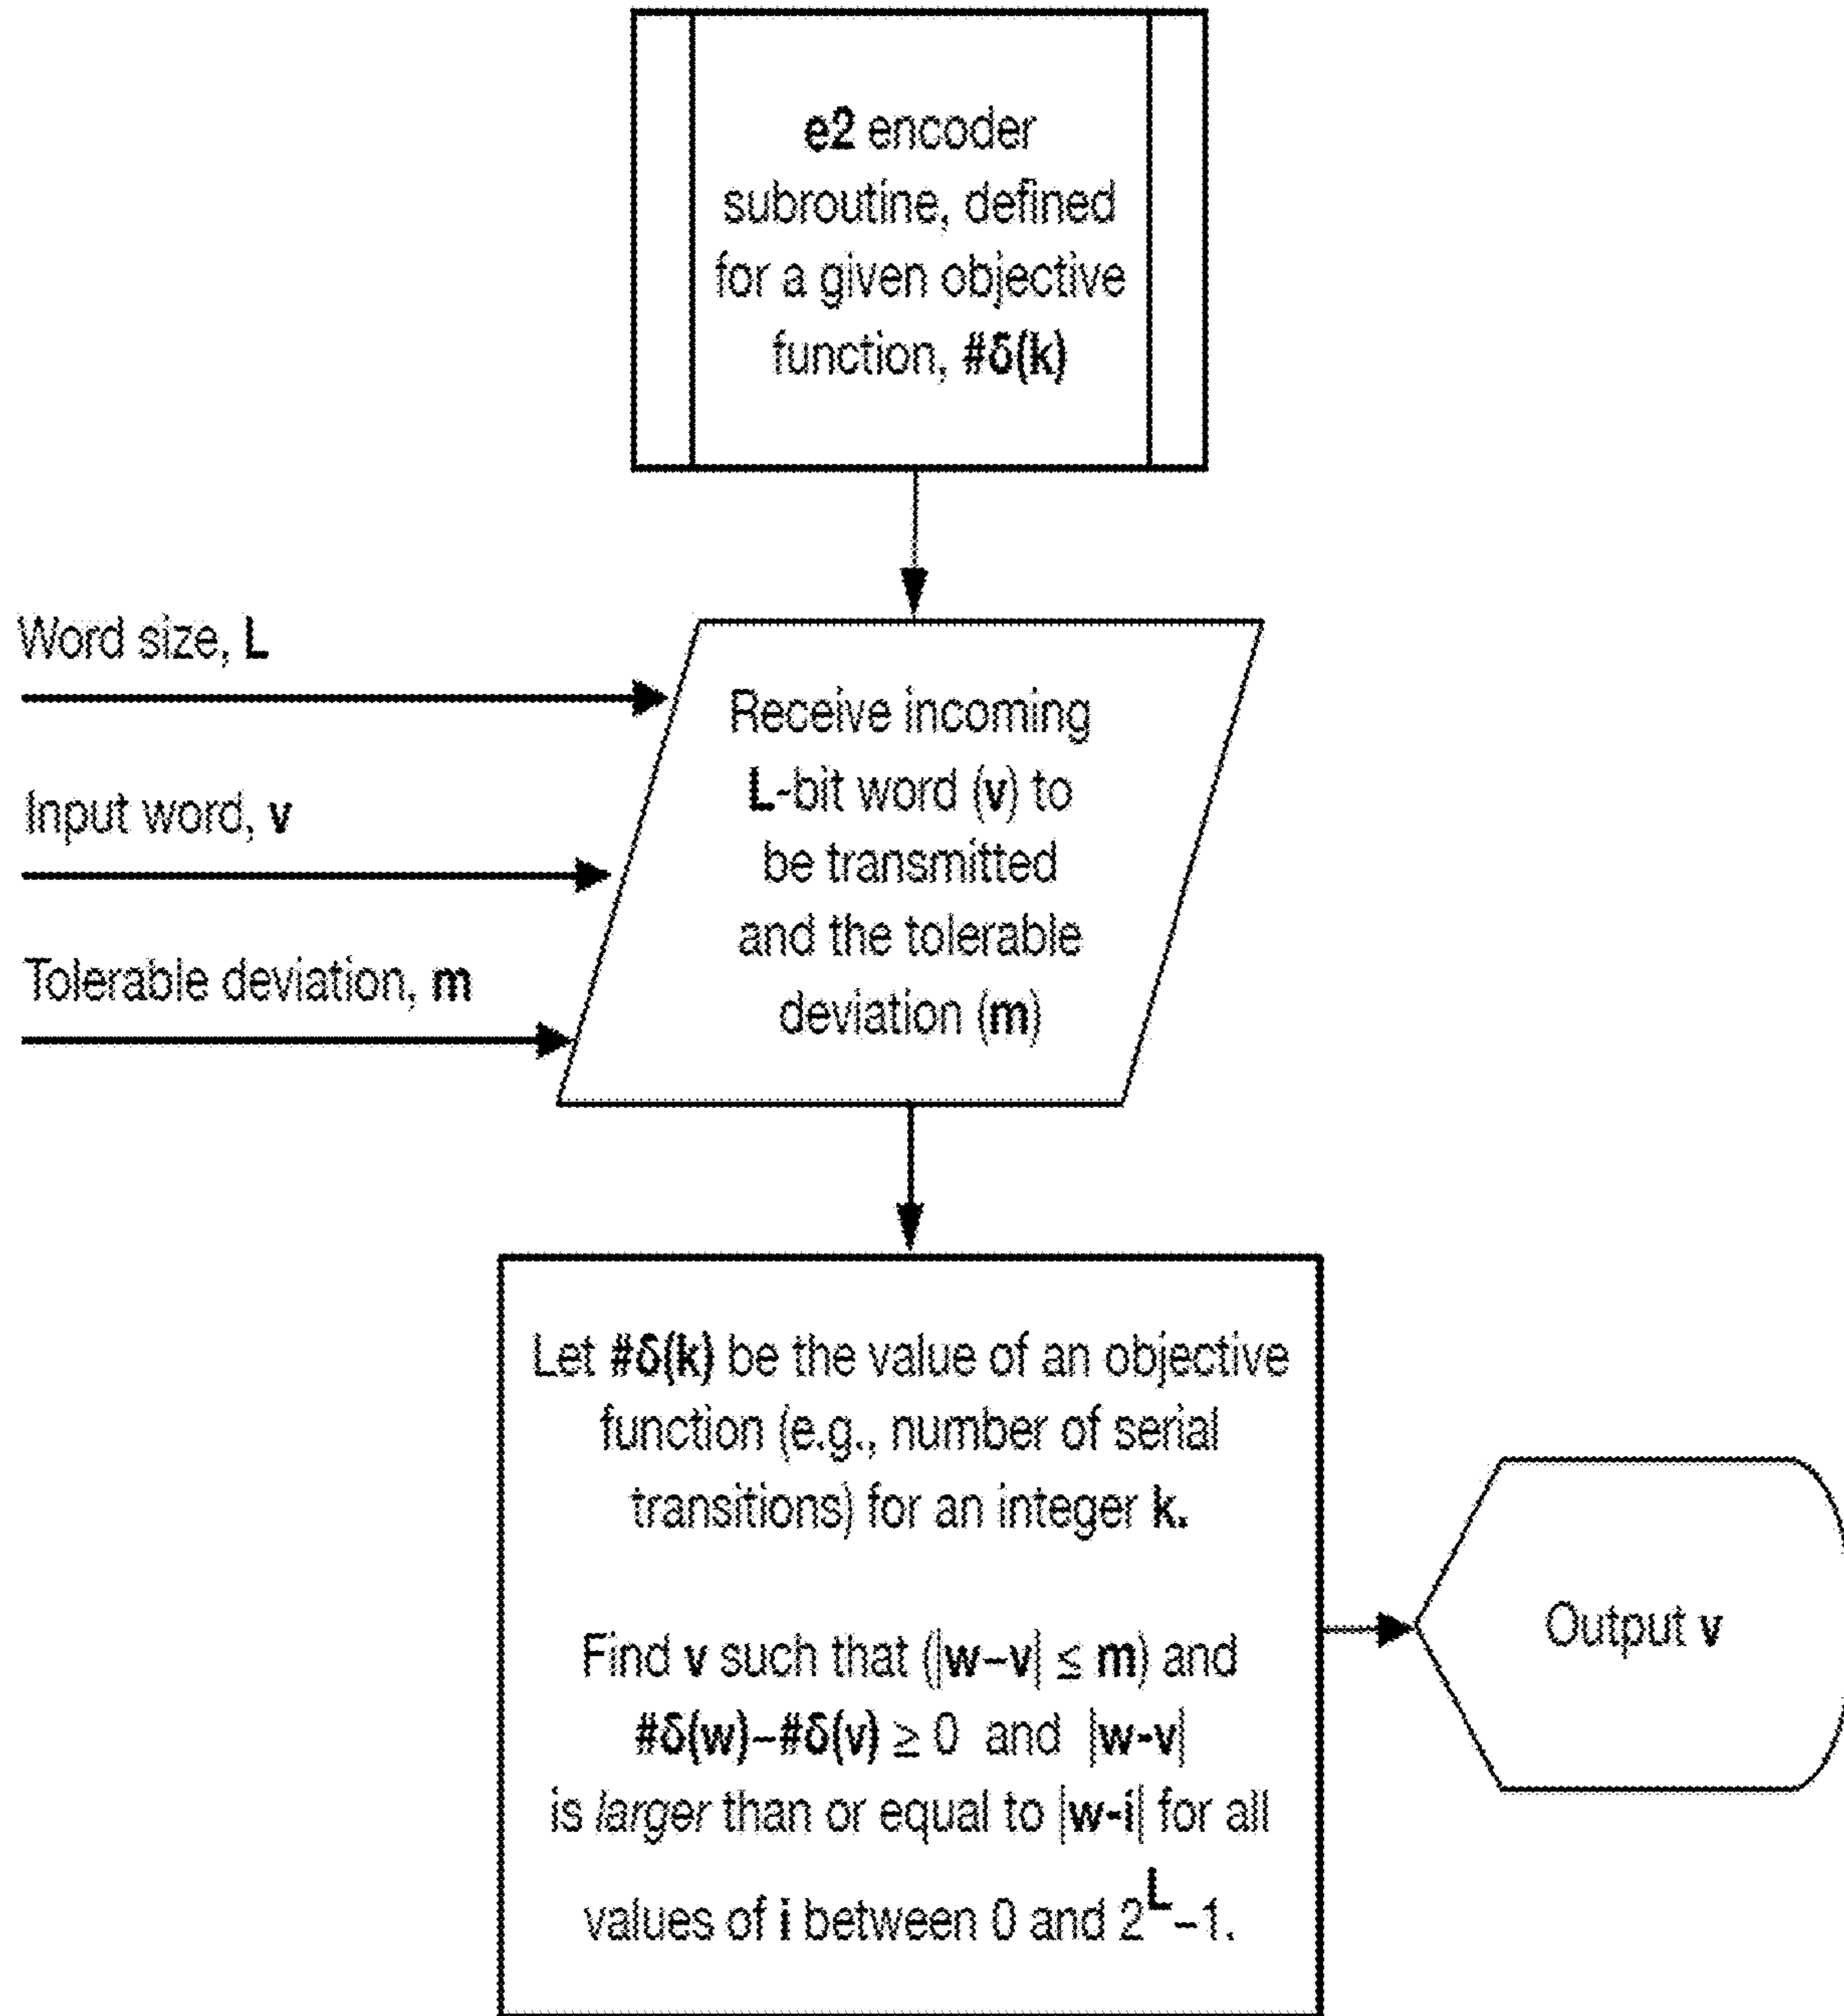 e2 encoder
subroutine, defined
for a given objective
function, #δ(k)
Word size, L
Input word, v
Tolerable deviation, m
Receive incoming
L-bit word (v) to
be transmitted
and the tolerable
deviation (m)
Let #δ(k) be the value of an objective
function (e.g., number of serial
transitions) for an integer k.
Find v such that (|w–v| ≤ m) and
#δ(w)–#δ(v) ≥ 0 and |w-v|
is larger than or equal to |w-i| for all
values of i between 0 and 2^L–1.
Output v